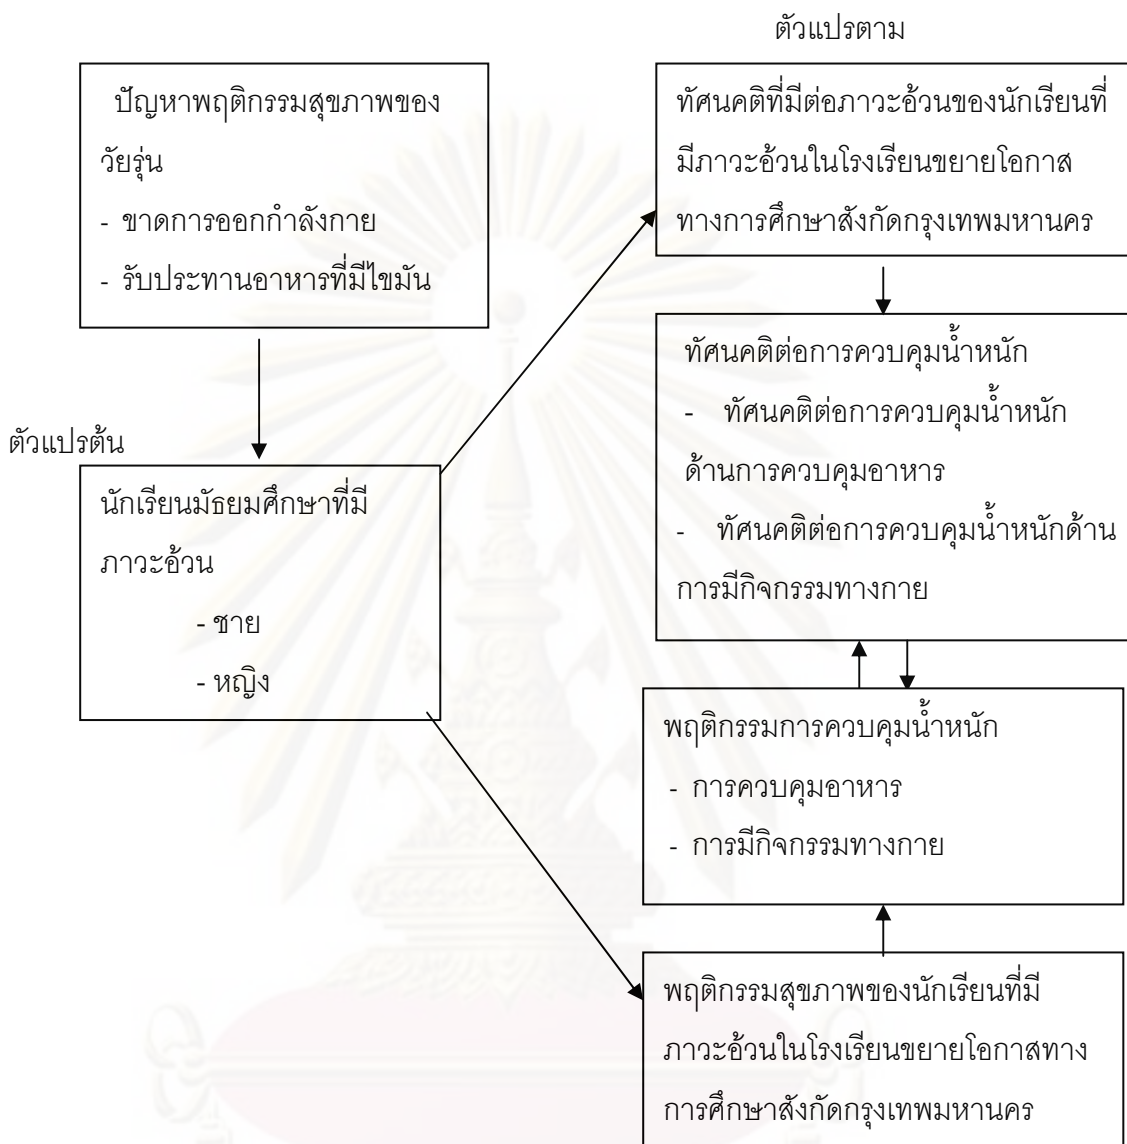 ตัวแปรตาม
ปัญหาพฤติกรรมสุขภาพของ
วัยรุ่น
- ขาดการออกกำลังกาย
- รับประทานอาหารที่มีไขมัน
ตัวแปรต้น
นักเรียนมัธยมศึกษาที่มี
ภาวะอ้วน
- ชาย
- หญิง
ทัศนคติที่มีต่อภาวะอ้วนของนักเรียนที่
มีภาวะอ้วนในโรงเรียนขยายโอกาส
ทางการศึกษาสังกัดกรุงเทพมหานคร
ทัศนคติต่อการควบคุมน้ำหนัก
- ทัศนคติต่อการควบคุมน้ำหนัก
ด้านการควบคุมอาหาร
- ทัศนคติต่อการควบคุมน้ำหนักด้าน
การมีกิจกรรมทางกาย
พฤติกรรมการควบคุมน้ำหนัก
- การควบคุมอาหาร
- การมีกิจกรรมทางกาย
พฤติกรรมสุขภาพของนักเรียนที่มี
ภาวะอ้วนในโรงเรียนขยายโอกาสทาง
การศึกษาสังกัดกรุงเทพมหานคร